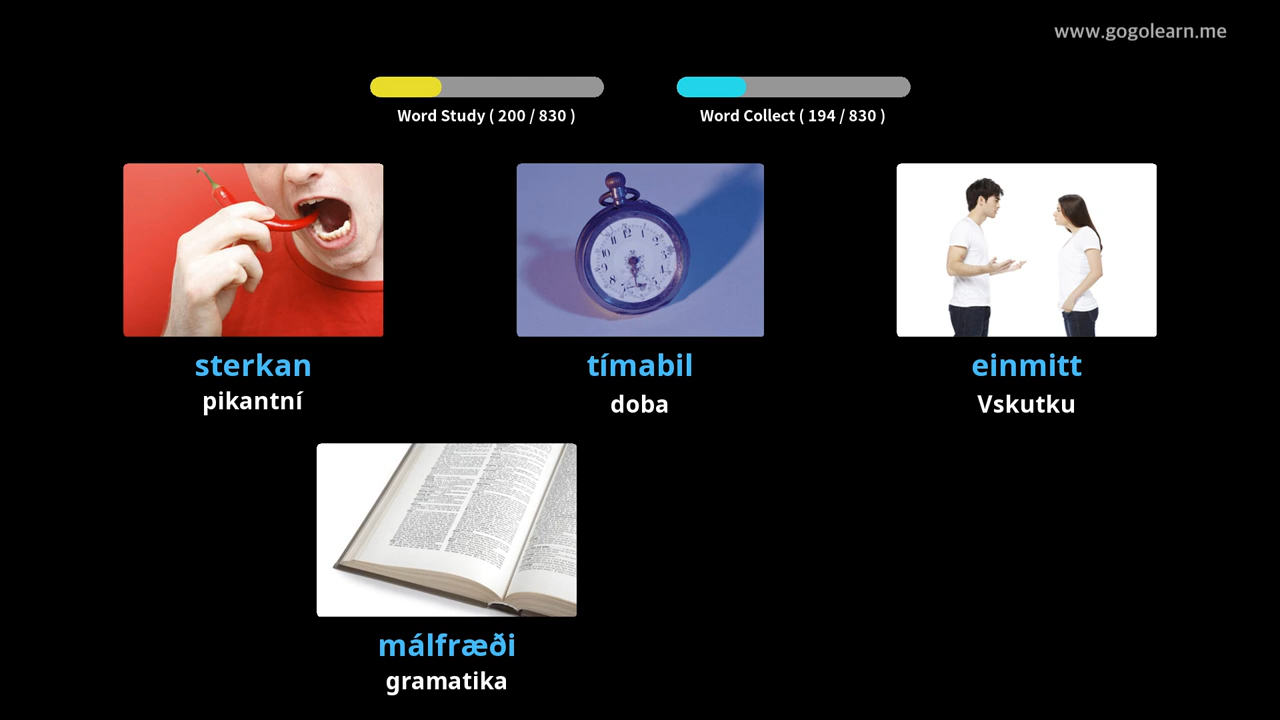 www.gogolearn.me
Word Study ( 200 / 830 )
Word Collect ( 194 / 830 )
sterkan
pikantní
tímabil
doba
einmitt
Vskutku
málfræði
gramatika